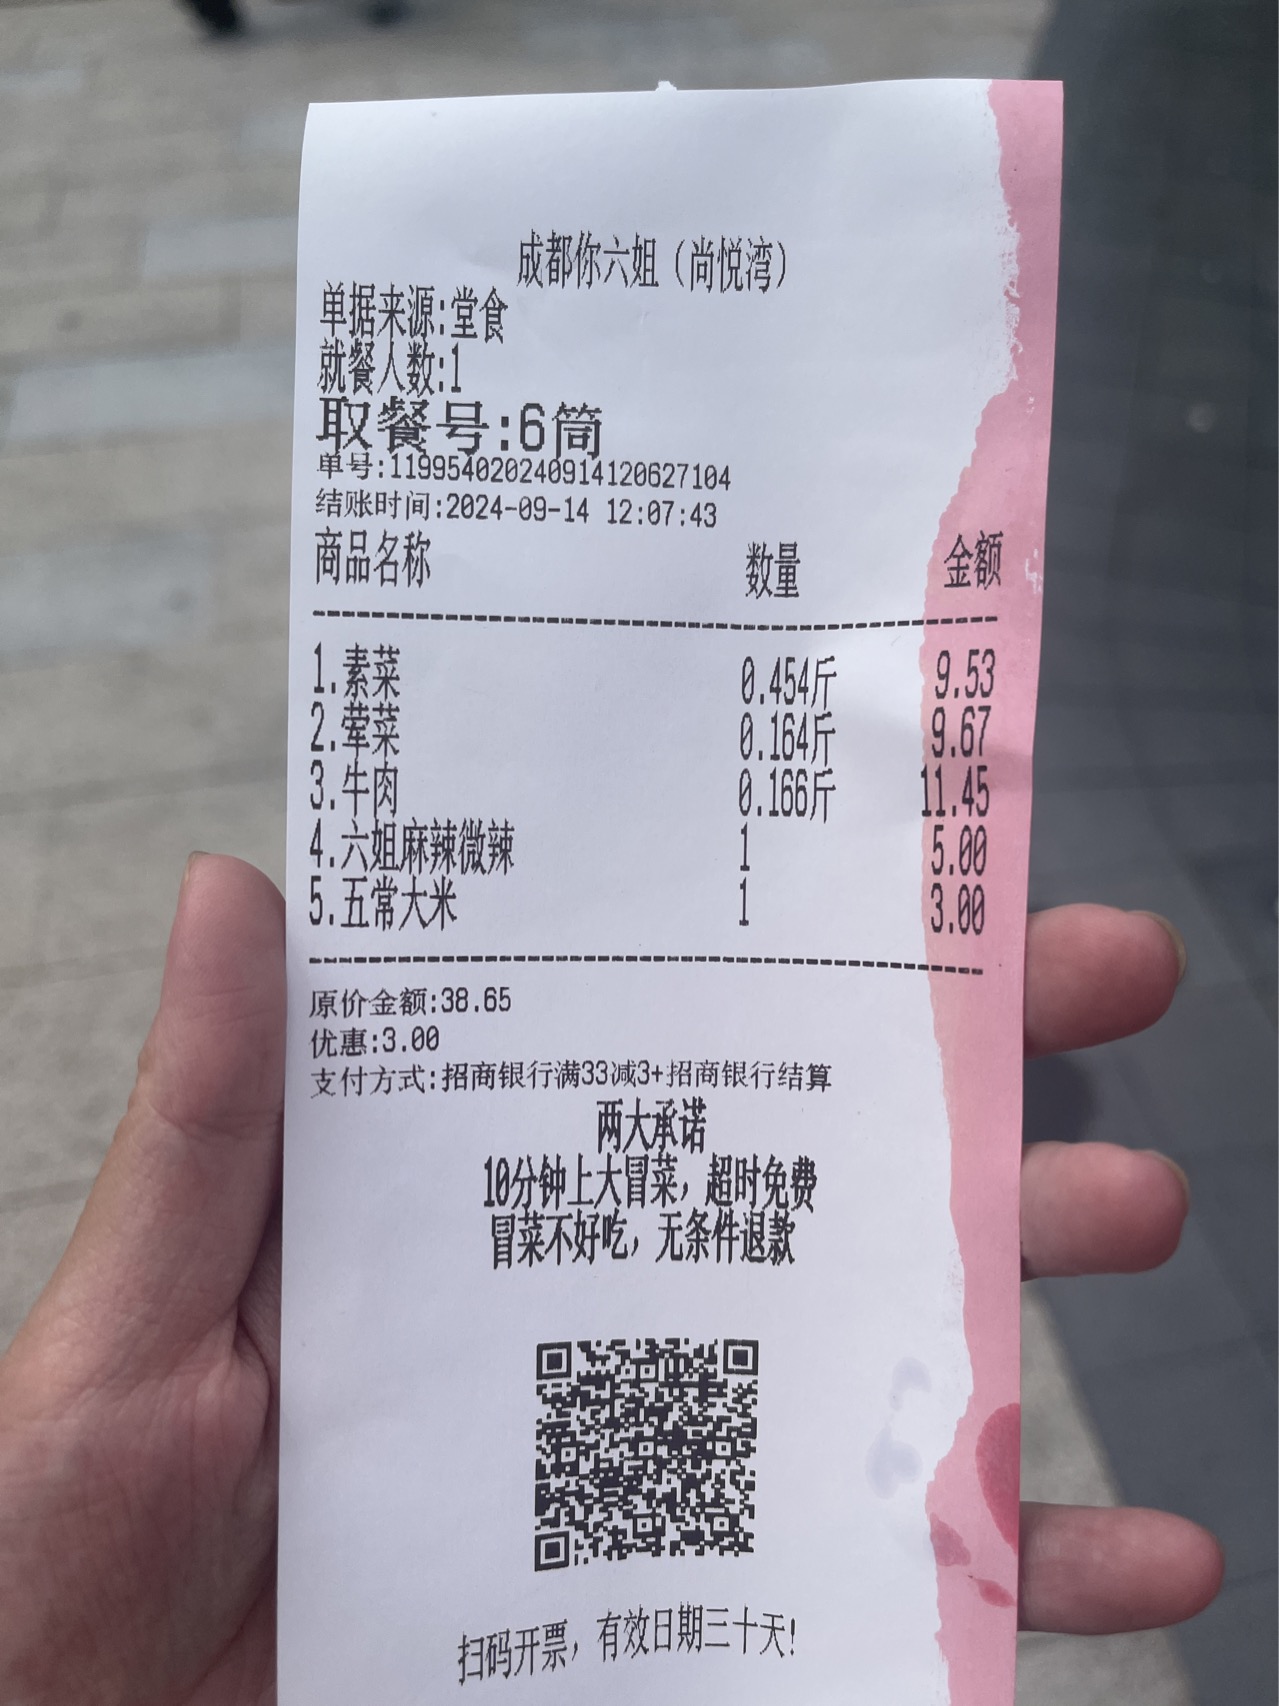 成都你六姐（尚悦湾）
单据来源:堂食
就餐人数:1
取餐号:6筒
单号:119954020240914120627104
结账时间:2024-09-14 12:07:43
商品名称 数量 金额
1.素菜 0.454斤 9.53
2.荤菜 0.164斤 9.67
3.牛肉 0.166斤 11.45
4.六姐麻辣微辣 1 5.00
5.五常大米 1 3.00
原价金额:38.65
优惠:3.00
支付方式:招商银行满33减3+招商银行结算
两大承诺
10分钟上大冒菜，超时免费
冒菜不好吃，无条件退款
扫码开票，有效日期三十天!